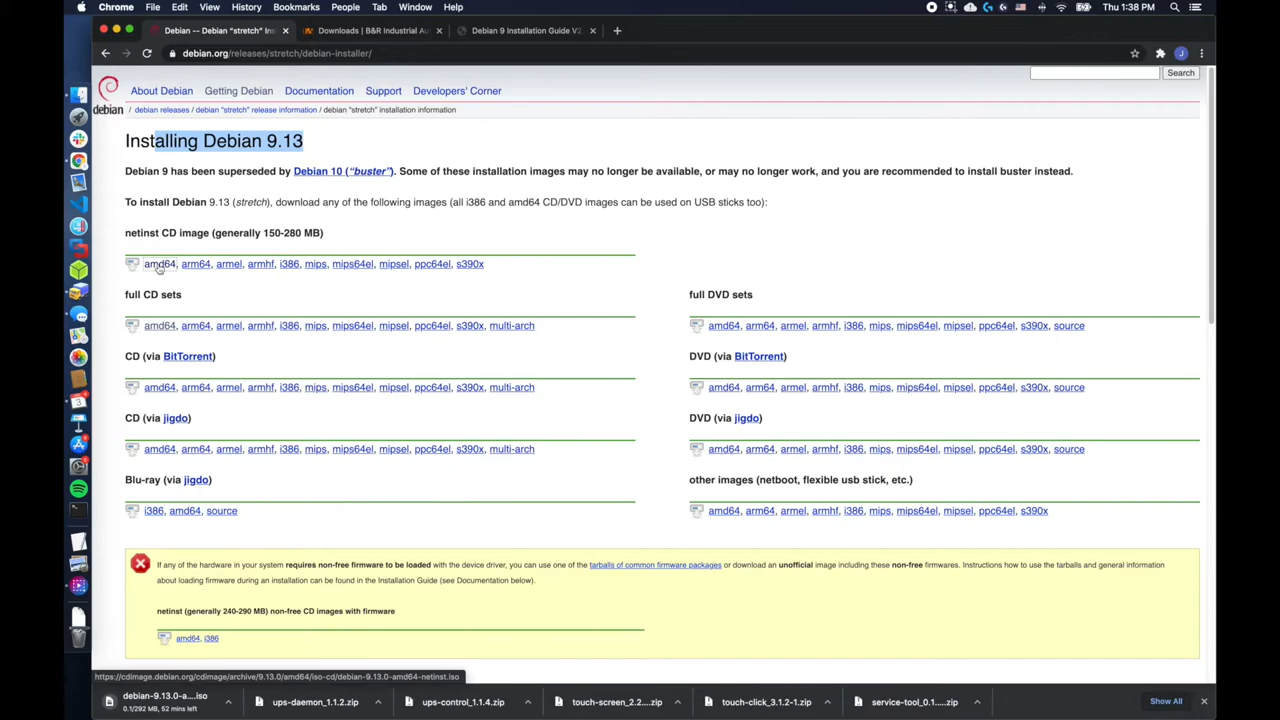 Chrome File Edit View History Bookmarks People Tab Window Help Thu 1:38 PM
Debian -- Debian “stretch” Ins Downloads | B&R Industrial Au Debian 9 Installation Guide V2
debian.org/releases/stretch/debian-installer/
Search
About Debian Getting Debian Documentation Support Developers' Corner
debian / debian releases / debian “stretch” release information / debian “stretch” installation information
Installing Debian 9.13
Debian 9 has been superseded by Debian 10 (“buster”). Some of these installation images may no longer be available, or may no longer work, and you are recommended to install buster instead.
To install Debian 9.13 (stretch), download any of the following images (all i386 and amd64 CD/DVD images can be used on USB sticks too):
netinst CD image (generally 150-280 MB)
amd64, arm64, armel, armhf, i386, mips, mips64el, mipsel, ppc64el, s390x
full CD sets
amd64, arm64, armel, armhf, i386, mips, mips64el, mipsel, ppc64el, s390x, multi-arch
full DVD sets
amd64, arm64, armel, armhf, i386, mips, mips64el, mipsel, ppc64el, s390x, source
CD (via BitTorrent)
amd64, arm64, armel, armhf, i386, mips, mips64el, mipsel, ppc64el, s390x, multi-arch
DVD (via BitTorrent)
amd64, arm64, armel, armhf, i386, mips, mips64el, mipsel, ppc64el, s390x, source
CD (via jigdo)
amd64, arm64, armel, armhf, i386, mips, mips64el, mipsel, ppc64el, s390x, multi-arch
DVD (via jigdo)
amd64, arm64, armel, armhf, i386, mips, mips64el, mipsel, ppc64el, s390x, source
Blu-ray (via jigdo)
i386, amd64, source
other images (netboot, flexible usb stick, etc.)
amd64, arm64, armel, armhf, i386, mips, mips64el, mipsel, ppc64el, s390x
If any of the hardware in your system requires non-free firmware to be loaded with the device driver, you can use one of the tarballs of common firmware packages or download an unofficial image including these non-free firmwares. Instructions how to use the tarballs and general information
about loading firmware during an installation can be found in the Installation Guide (see Documentation below).
netinst (generally 240-290 MB) non-free CD images with firmware
amd64, i386
https://cdimage.debian.org/cdimage/archive/9.13.0/amd64/iso-cd/debian-9.13.0-amd64-netinst.iso
debian-9.13.0-a....iso
0.1/292 MB, 52 mins left
ups-daemon_1.1.2.zip ups-control_1.1.4.zip touch-screen_2.2....zip touch-click_3.1.2-1.zip service-tool_0.1....zip Show All